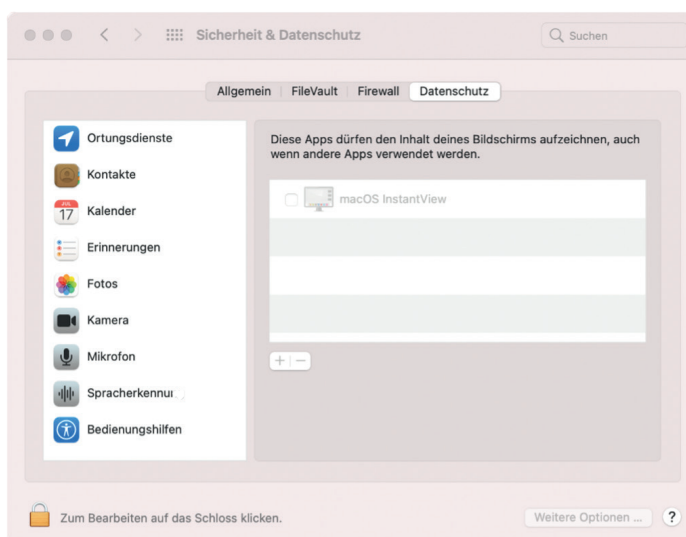 Sicherheit & Datenschutz
Suchen
Allgemein FileVault Firewall Datenschutz
Ortungsdienste
Kontakte
JUL
17
Kalender
Erinnerungen
Fotos
Kamera
Mikrofon
Spracherkennu
Bedienungshilfen
Diese Apps dürfen den Inhalt deines Bildschirms aufzeichnen, auch
wenn andere Apps verwendet werden.
macOS InstantView
+ −
Zum Bearbeiten auf das Schloss klicken.
Weitere Optionen ... ?